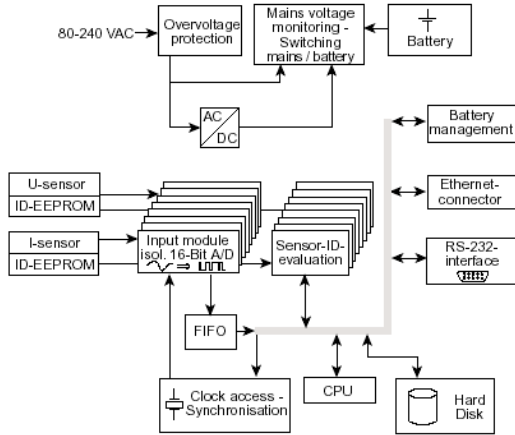 80-240 VAC
Overvoltage
protection
Mains voltage
monitoring -
Switching
mains / battery
Battery
AC
DC
Battery
management
U-sensor
ID-EEPROM
Ethernet-
connector
I-sensor
ID-EEPROM
Input module
isol. 16-Bit A/D
Sensor-ID-
evaluation
RS-232-
interface
FIFO
Clock access -
Synchronisation
CPU
Hard
Disk